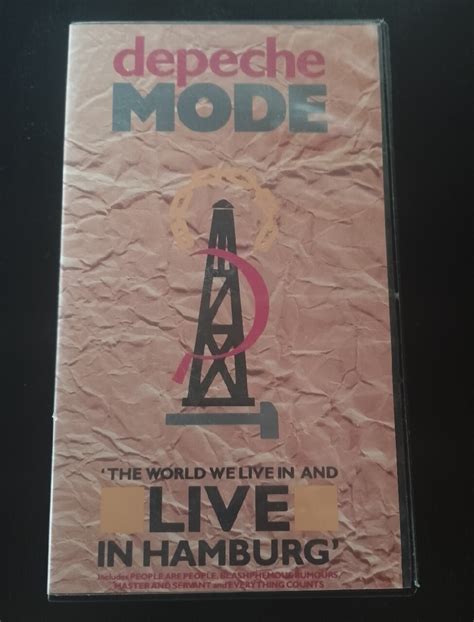 depeche
MODE
'THE WORLD WE LIVE IN AND
LIVE
IN HAMBURG'
Includes PEOPLE ARE PEOPLE, BLASPHEMOUS RUMOURS,
MASTER AND SERVANT and EVERYTHING COUNTS